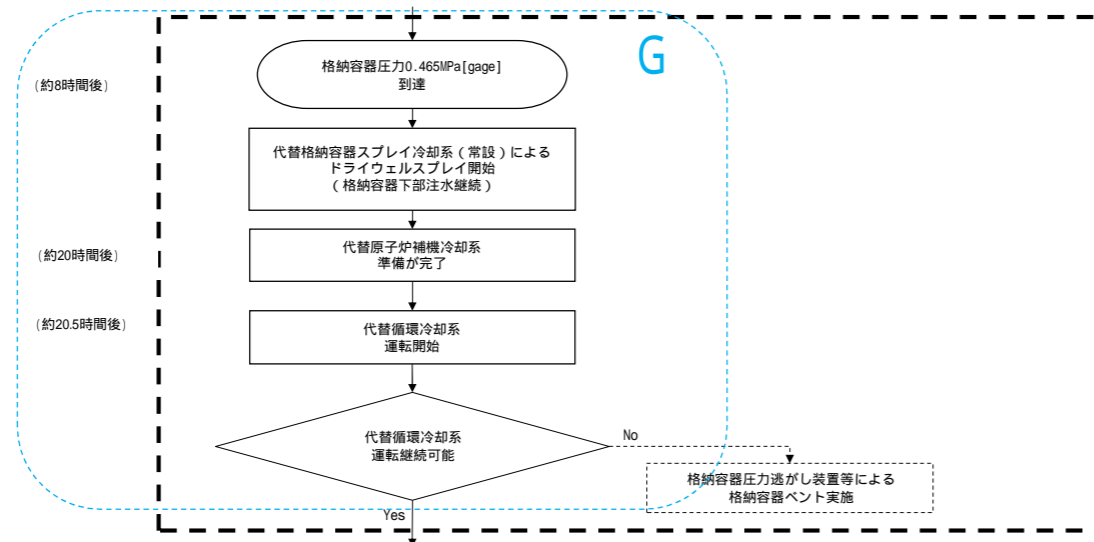 G
格納容器圧力0.465MPa[gage]
到達
(約8時間後)
代替格納容器スプレイ冷却系(常設)による
ドライウェルスプレイ開始
(格納容器下部注水継続)
(約20時間後)
代替原子炉補機冷却系
準備が完了
(約20.5時間後)
代替循環冷却系
運転開始
代替循環冷却系
運転継続可能
No
格納容器圧力逃がし装置等による
格納容器ベント実施
Yes